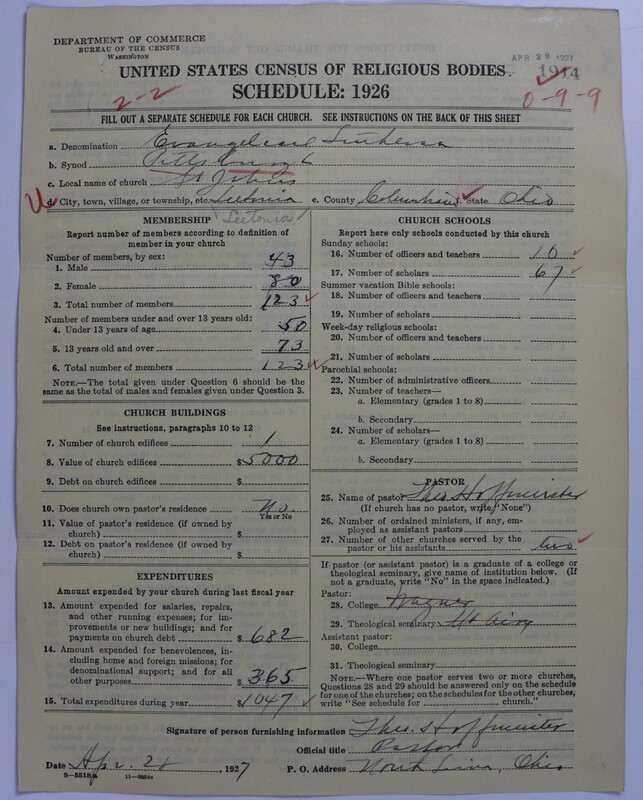 DEPARTMENT OF COMMERCE
BUREAU OF THE CENSUS
WASHINGTON
APR 29 1927
1914
UNITED STATES CENSUS OF RELIGIOUS BODIES
2-2
SCHEDULE: 1926
0-9-9
FILL OUT A SEPARATE SCHEDULE FOR EACH CHURCH. SEE INSTRUCTIONS ON THE BACK OF THIS SHEET
a. Denomination Evangelical Lutheran
b. Synod Pittsburgh
c. Local name of church St Johns
d. City, town, village, or township, etc. Leetonia e. County Columbiana f. State Ohio
Leetonia
MEMBERSHIP
Report number of members according to definition of member in your church
Number of members, by sex:
1. Male 43
2. Female 80
3. Total number of members 123
Number of members under and over 13 years old:
4. Under 13 years of age 50
5. 13 years old and over 73
6. Total number of members 123
NOTE.—The total given under Question 6 should be the same as the total of males and females given under Question 3.
CHURCH BUILDINGS
See instructions, paragraphs 10 to 12
7. Number of church edifices 1
8. Value of church edifices $5000
9. Debt on church edifices $
10. Does church own pastor's residence No.
Yes or No
11. Value of pastor's residence (if owned by church) $
12. Debt on pastor's residence (if owned by church) $
EXPENDITURES
Amount expended by your church during last fiscal year
13. Amount expended for salaries, repairs, and other running expenses; for improvements or new buildings; and for payments on church debt $682
14. Amount expended for benevolences, including home and foreign missions; for denominational support; and for all other purposes $365
15. Total expenditures during year $1047
CHURCH SCHOOLS
Report here only schools conducted by this church
Sunday schools:
16. Number of officers and teachers 10
17. Number of scholars 67
Summer vacation Bible schools:
18. Number of officers and teachers
19. Number of scholars
Week-day religious schools:
20. Number of officers and teachers
21. Number of scholars
Parochial schools:
22. Number of administrative officers
23. Number of teachers—
a. Elementary (grades 1 to 8)
b. Secondary
24. Number of scholars—
a. Elementary (grades 1 to 8)
b. Secondary
PASTOR
25. Name of pastor Theo Hoffmeister
(If church has no pastor, write "None")
26. Number of ordained ministers, if any, employed as assistant pastors
27. Number of other churches served by the pastor or his assistants two
If pastor (or assistant pastor) is a graduate of a college or theological seminary, give name of institution below. (If not a graduate, write "No" in the space indicated.)
Pastor:
28. College Wagner
29. Theological seminary Mt Airy
Assistant pastor:
30. College
31. Theological seminary
NOTE.—Where one pastor serves two or more churches, Questions 28 and 29 should be answered only on the schedule for one of the churches; on the schedules for the other churches, write "See schedule for church."
Signature of person furnishing information Theo. Hoffmeister
Official title Pastor
Date Apr. 28, 1927 P. O. Address North Lima, Ohio